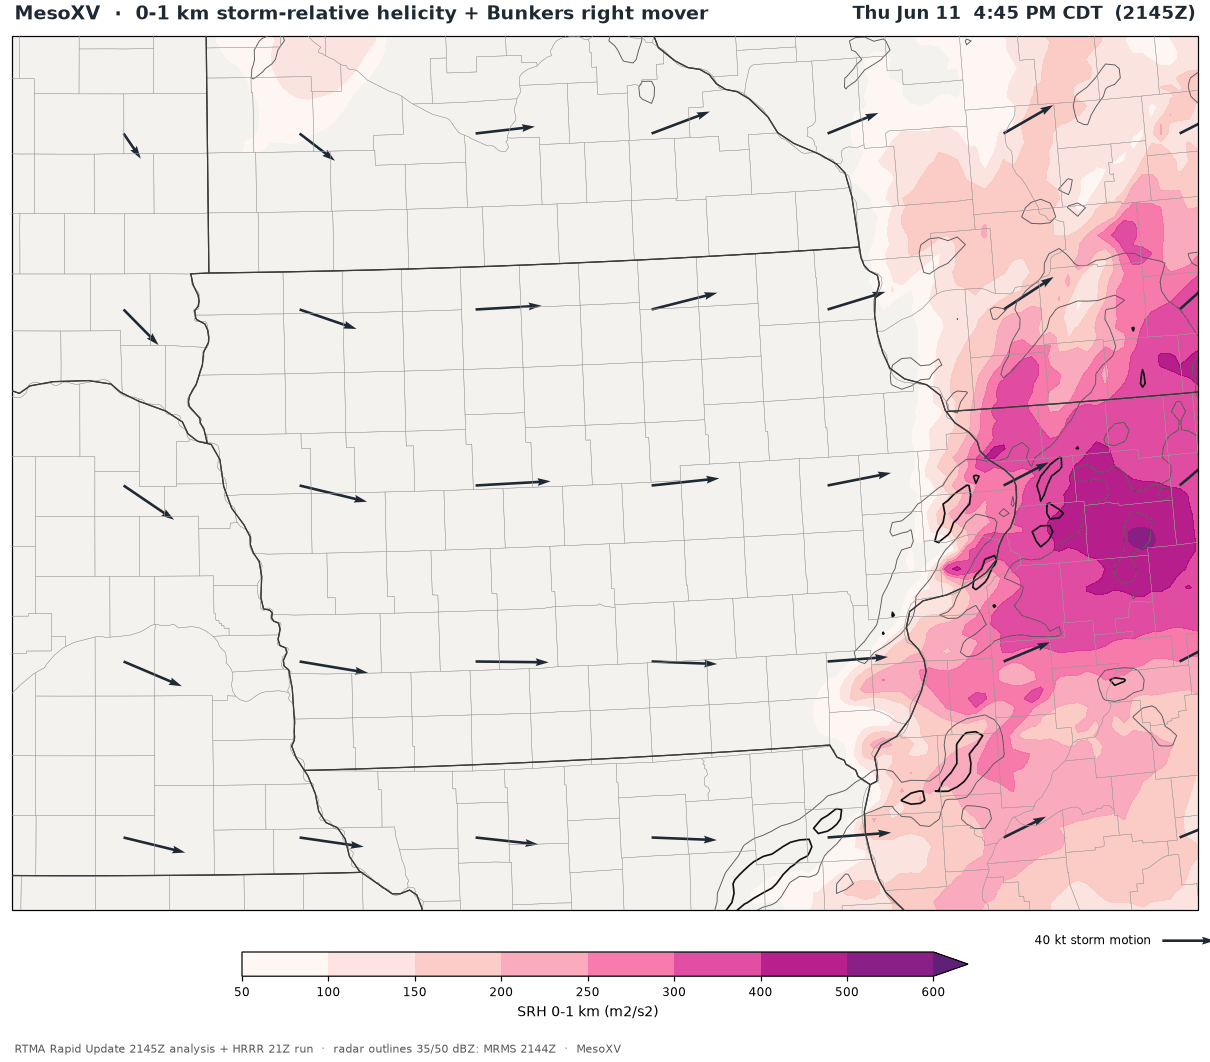 MesoXV · 0-1 km storm-relative helicity + Bunkers right mover
Thu Jun 11 4:45 PM CDT (2145Z)
40 kt storm motion
50 100 150 200 250 300 400 500 600
SRH 0-1 km (m2/s2)
RTMA Rapid Update 2145Z analysis + HRRR 21Z run · radar outlines 35/50 dBZ: MRMS 2144Z · MesoXV